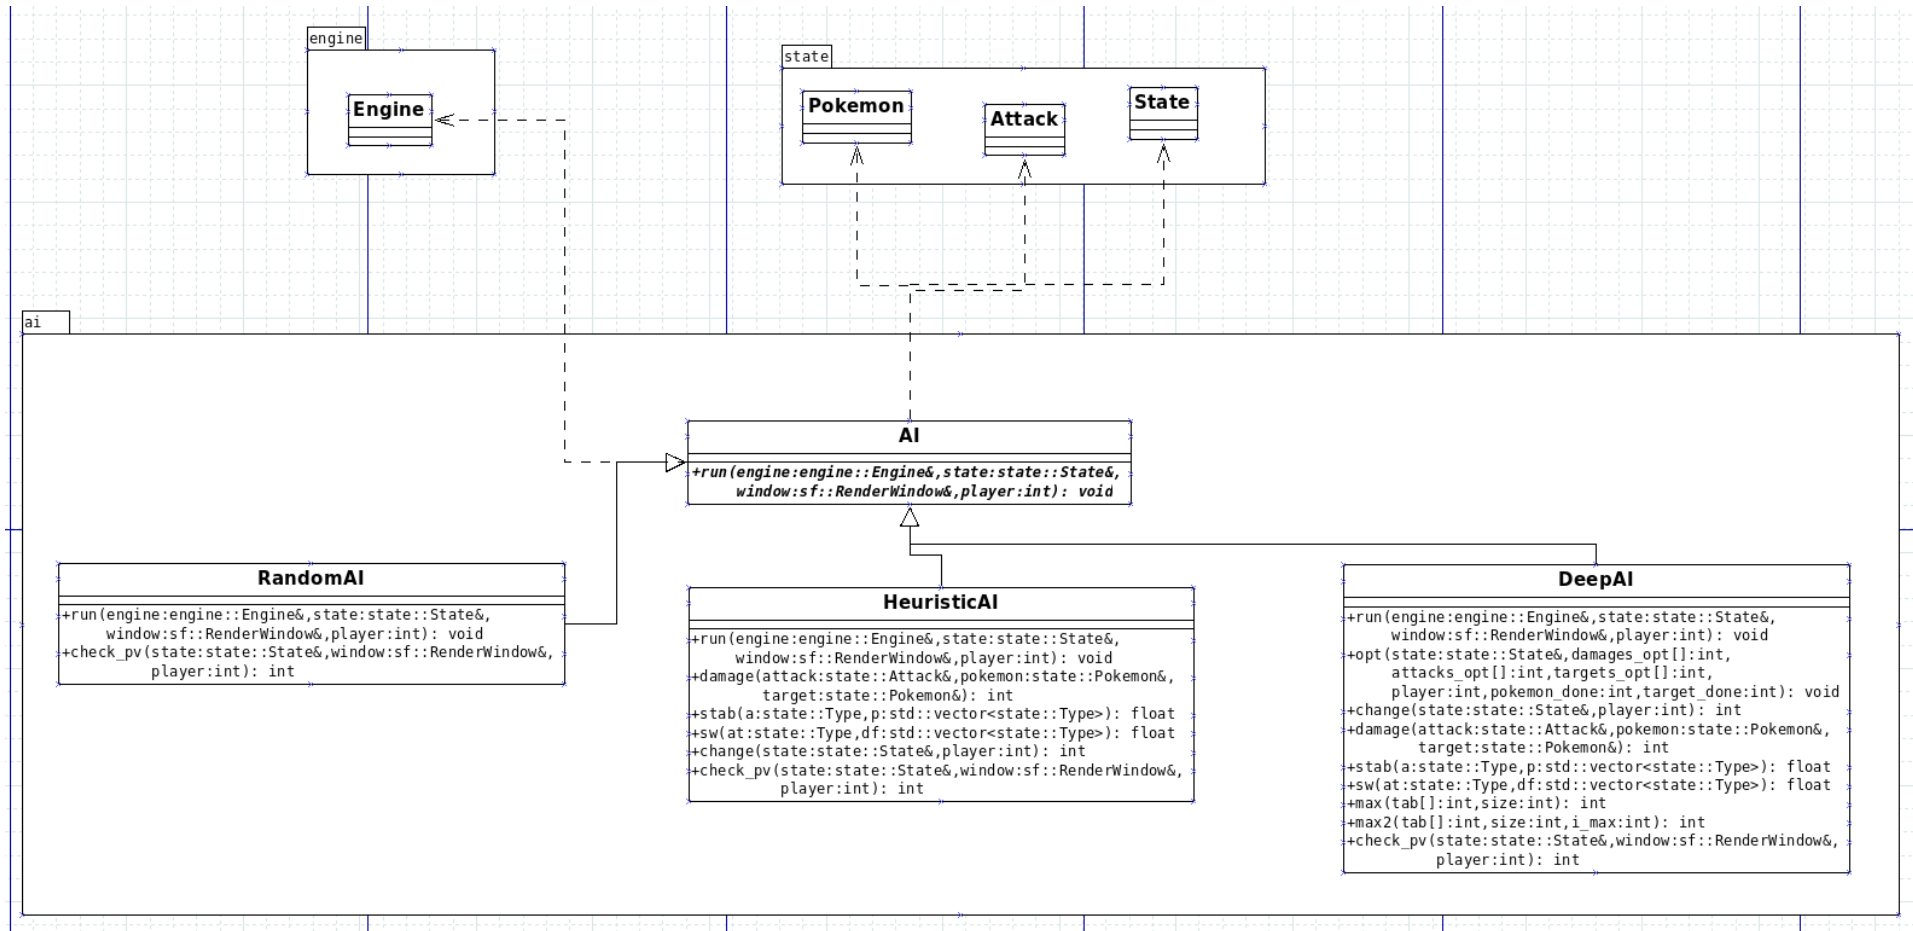 engine
Engine
state
Pokemon
Attack
State
ai
AI
+run(engine:engine::Engine&,state:state::State&,
window:sf::RenderWindow&,player:int): void
RandomAI
+run(engine:engine::Engine&,state:state::State&,
window:sf::RenderWindow&,player:int): void
+check_pv(state:state::State&,window:sf::RenderWindow&,
player:int): int
HeuristicAI
+run(engine:engine::Engine&,state:state::State&,
window:sf::RenderWindow&,player:int): void
+damage(attack:state::Attack&,pokemon:state::Pokemon&,
target:state::Pokemon&): int
+stab(a:state::Type,p:std::vector<state::Type>): float
+sw(at:state::Type,df:std::vector<state::Type>): float
+change(state:state::State&,player:int): int
+check_pv(state:state::State&,window:sf::RenderWindow&,
player:int): int
DeepAI
+run(engine:engine::Engine&,state:state::State&,
window:sf::RenderWindow&,player:int): void
+opt(state:state::State&,damages_opt[]:int,
attacks_opt[]:int,targets_opt[]:int,
player:int,pokemon_done:int,target_done:int): void
+change(state:state::State&,player:int): int
+damage(attack:state::Attack&,pokemon:state::Pokemon&,
target:state::Pokemon&): int
+stab(a:state::Type,p:std::vector<state::Type>): float
+sw(at:state::Type,df:std::vector<state::Type>): float
+max(tab[]:int,size:int): int
+max2(tab[]:int,size:int,i_max:int): int
+check_pv(state:state::State&,window:sf::RenderWindow&,
player:int): int